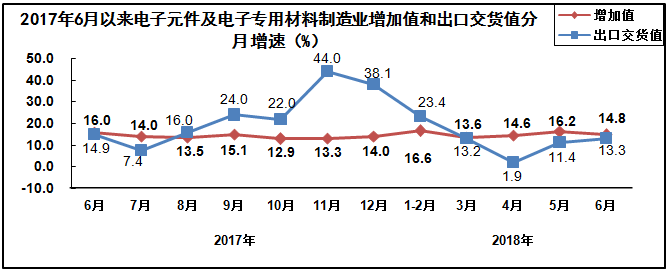 2017年6月以来电子元件及电子专用材料制造业增加值和出口交货值分
月增速（%）
增加值
出口交货值
50.0
40.0
30.0
20.0
10.0
0.0
-10.0
16.0 14.0 13.5 15.1 12.9 13.3 14.0 16.6 13.6 14.6 16.2 14.8
14.9 7.4 16.0 24.0 22.0 44.0 38.1 23.4 13.2 1.9 11.4 13.3
6月 7月 8月 9月 10月 11月 12月 1-2月 3月 4月 5月 6月
2017年 2018年